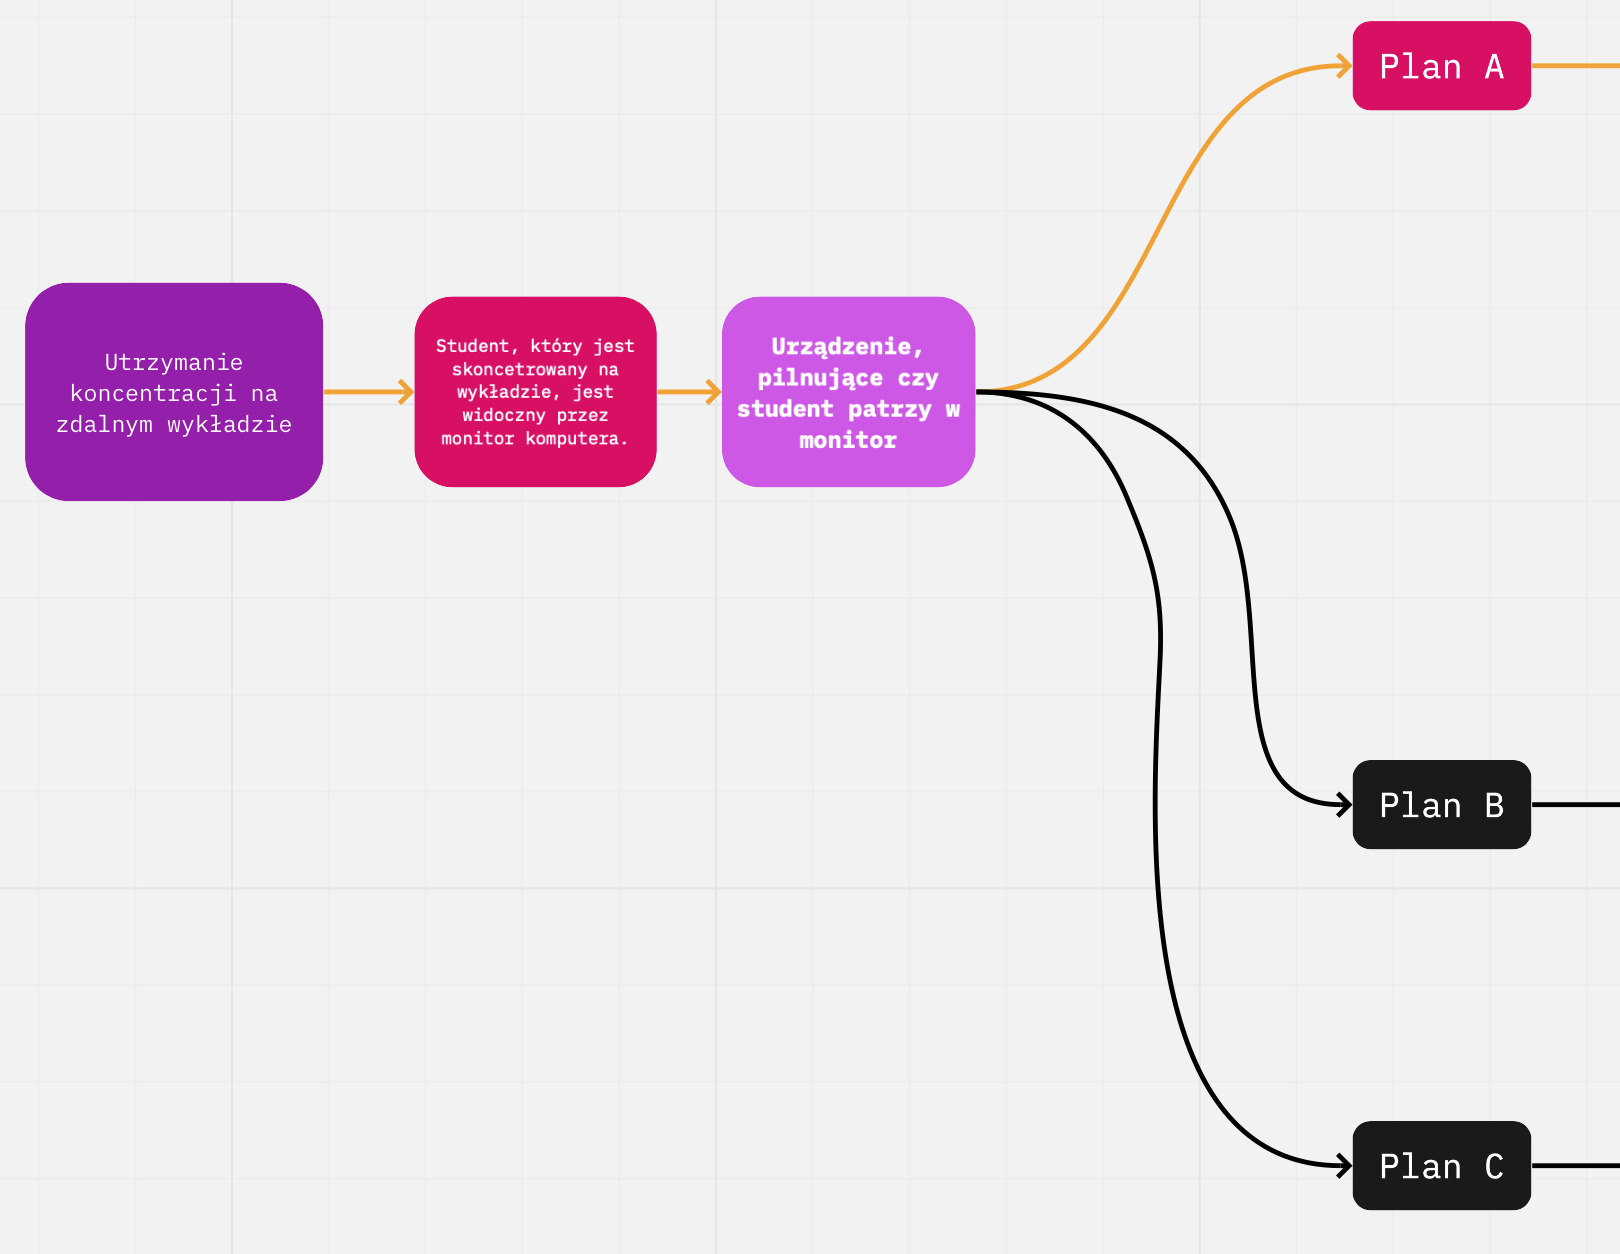 Utrzymanie
koncentracji na
zdalnym wykładzie
Student, który jest
skoncetrowany na
wykładzie, jest
widoczny przez
monitor komputera.
Urządzenie,
pilnujące czy
student patrzy w
monitor
Plan A
Plan B
Plan C